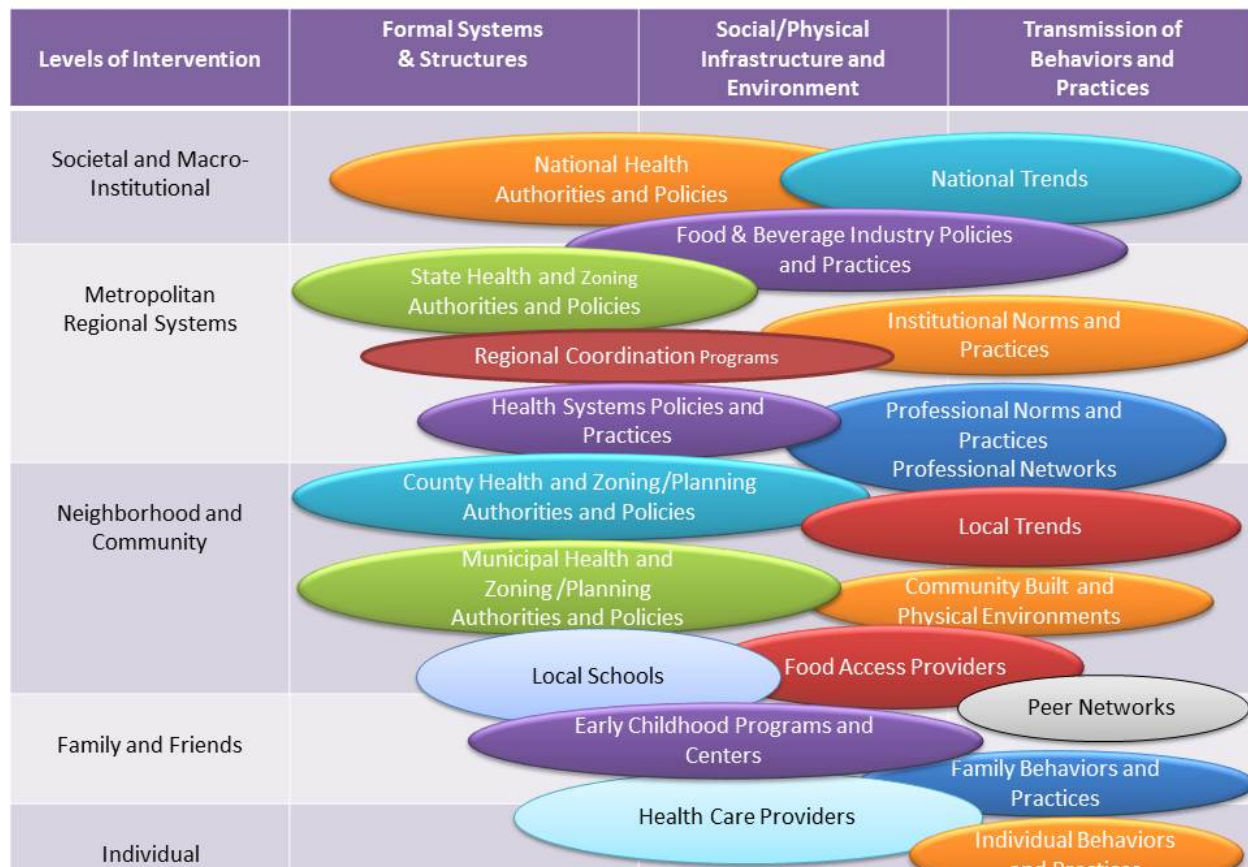 Levels of Intervention
Formal Systems
& Structures
Social/Physical
Infrastructure and
Environment
Transmission of
Behaviors and
Practices
Societal and Macro-
Institutional
National Health
Authorities and Policies
National Trends
Food & Beverage Industry Policies
and Practices
Metropolitan
Regional Systems
State Health and Zoning
Authorities and Policies
Institutional Norms and
Practices
Regional Coordination Programs
Health Systems Policies and
Practices
Professional Norms and
Practices
Professional Networks
Neighborhood and
Community
County Health and Zoning/Planning
Authorities and Policies
Local Trends
Municipal Health and
Zoning /Planning
Authorities and Policies
Community Built and
Physical Environments
Local Schools
Food Access Providers
Peer Networks
Family and Friends
Early Childhood Programs and
Centers
Family Behaviors and
Practices
Health Care Providers
Individual
Individual Behaviors
and Practices